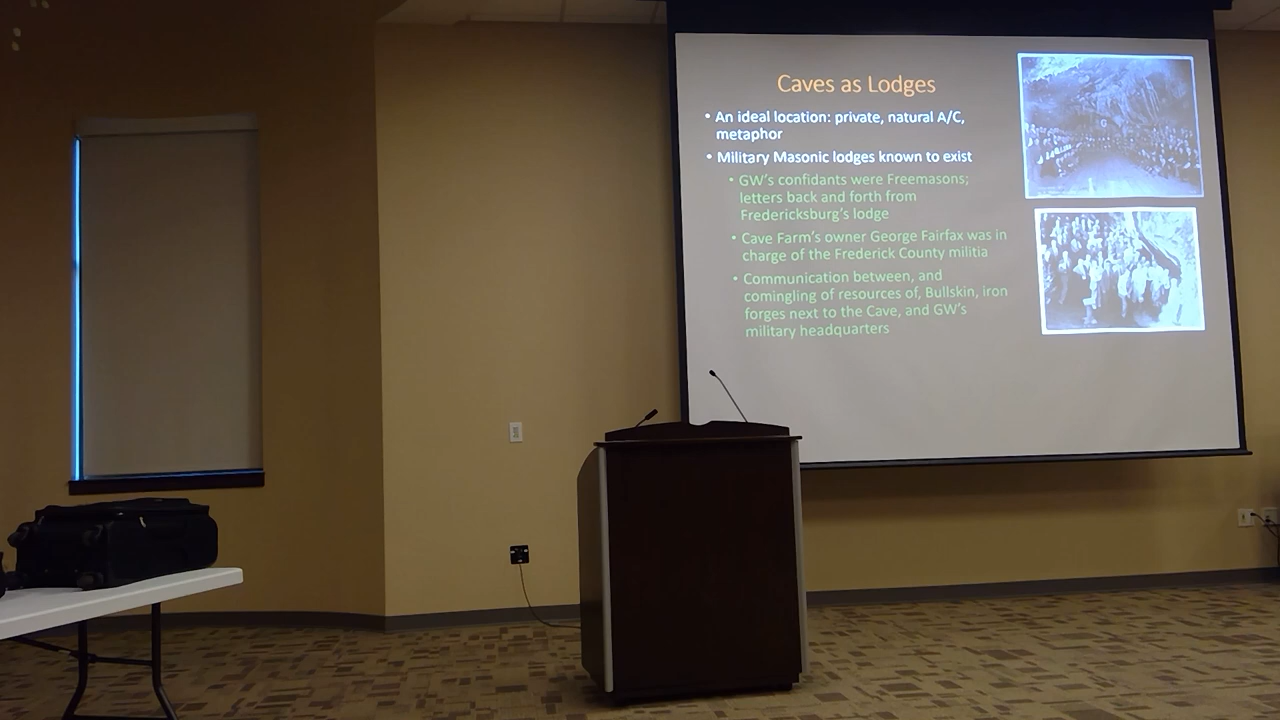 Caves as Lodges
• An ideal location: private, natural A/C,
metaphor
• Military Masonic lodges known to exist
• GW's confidants were Freemasons;
letters back and forth from
Fredericksburg's lodge
• Cave Farm's owner George Fairfax was in
charge of the Frederick County militia
• Communication between, and
comingling of resources of, Bullskin, iron
forges next to the Cave, and GW's
military headquarters
G